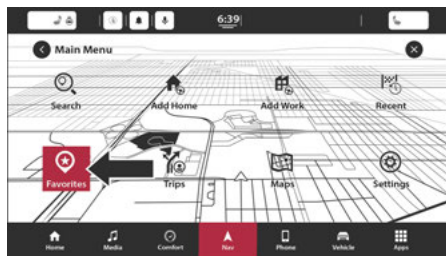 6:39
Main Menu
Search Add Home Add Work Recent
Favorites Trips Maps Settings
Home Media Comfort Nav Phone Vehicle Apps